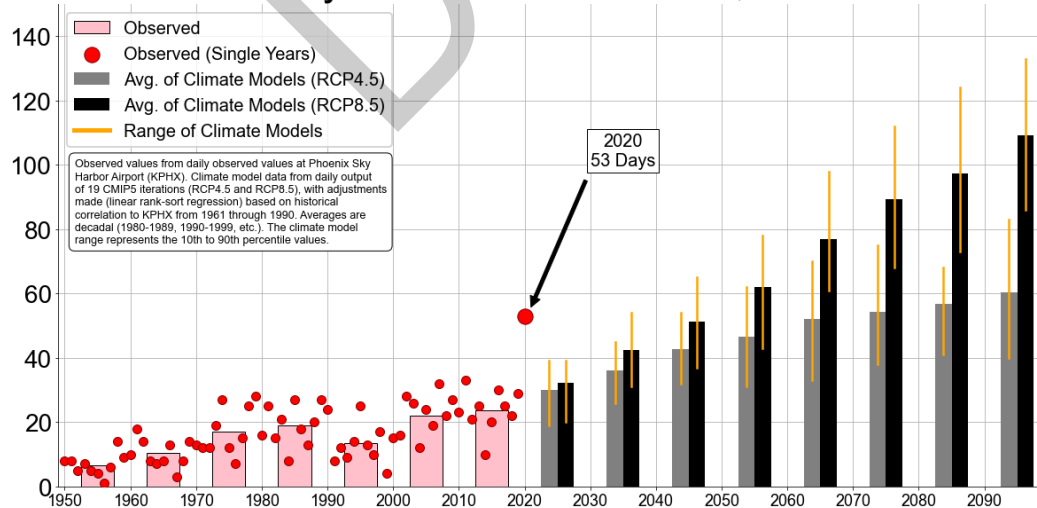 140
120
100
80
60
40
20
0
Observed
Observed (Single Years)
Avg. of Climate Models (RCP4.5)
Avg. of Climate Models (RCP8.5)
Range of Climate Models
Observed values from daily observed values at Phoenix Sky
Harbor Airport (KPHX). Climate model data from daily output
of 19 CMIP5 iterations (RCP4.5 and RCP8.5), with adjustments
made (linear rank-sort regression) based on historical
correlation to KPHX from 1961 through 1990. Averages are
decadal (1980-1989, 1990-1999, etc.). The climate model
range represents the 10th to 90th percentile values.
2020
53 Days
1950 1960 1970 1980 1990 2000 2010 2020 2030 2040 2050 2060 2070 2080 2090